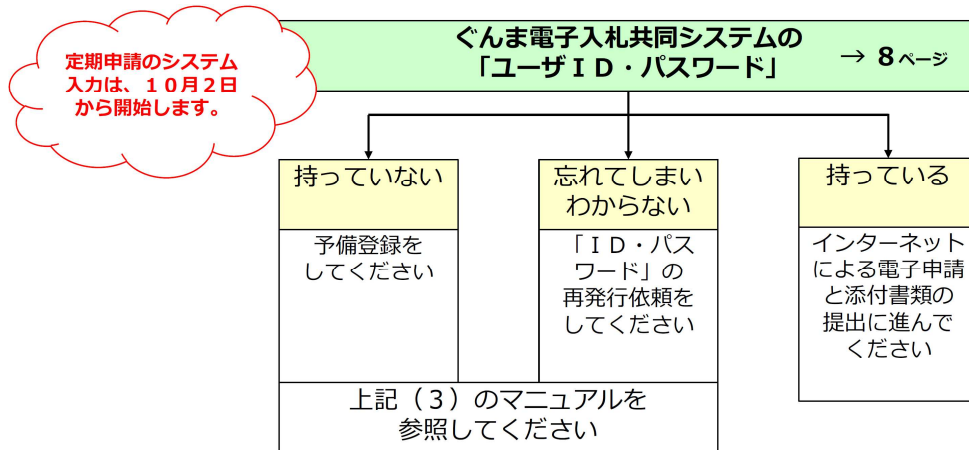 定期申請のシステム
入力は、１０月２日
から開始します。
ぐんま電子入札共同システムの
「ユーザＩＤ・パスワード」　→ ８ページ
持っていない
予備登録を
してください
忘れてしまい
わからない
「ＩＤ・パス
ワード」の
再発行依頼を
してください
持っている
インターネット
による電子申請
と添付書類の
提出に進んで
ください
上記（３）のマニュアルを
参照してください